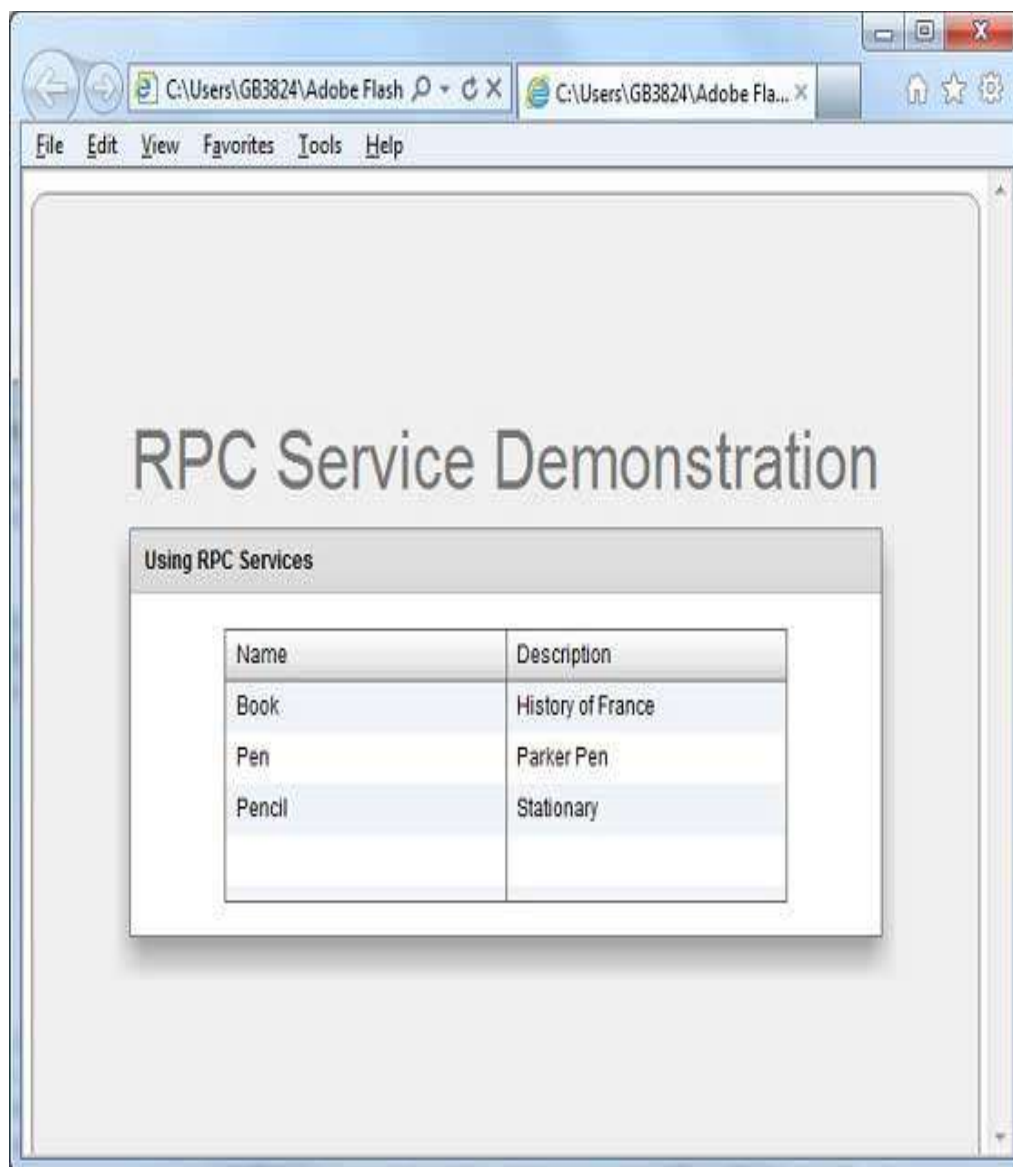 C:\Users\GB3824\Adobe Flash
C:\Users\GB3824\Adobe Fla...
File Edit View Favorites Tools Help
RPC Service Demonstration
Using RPC Services
Name Description
Book History of France
Pen Parker Pen
Pencil Stationary